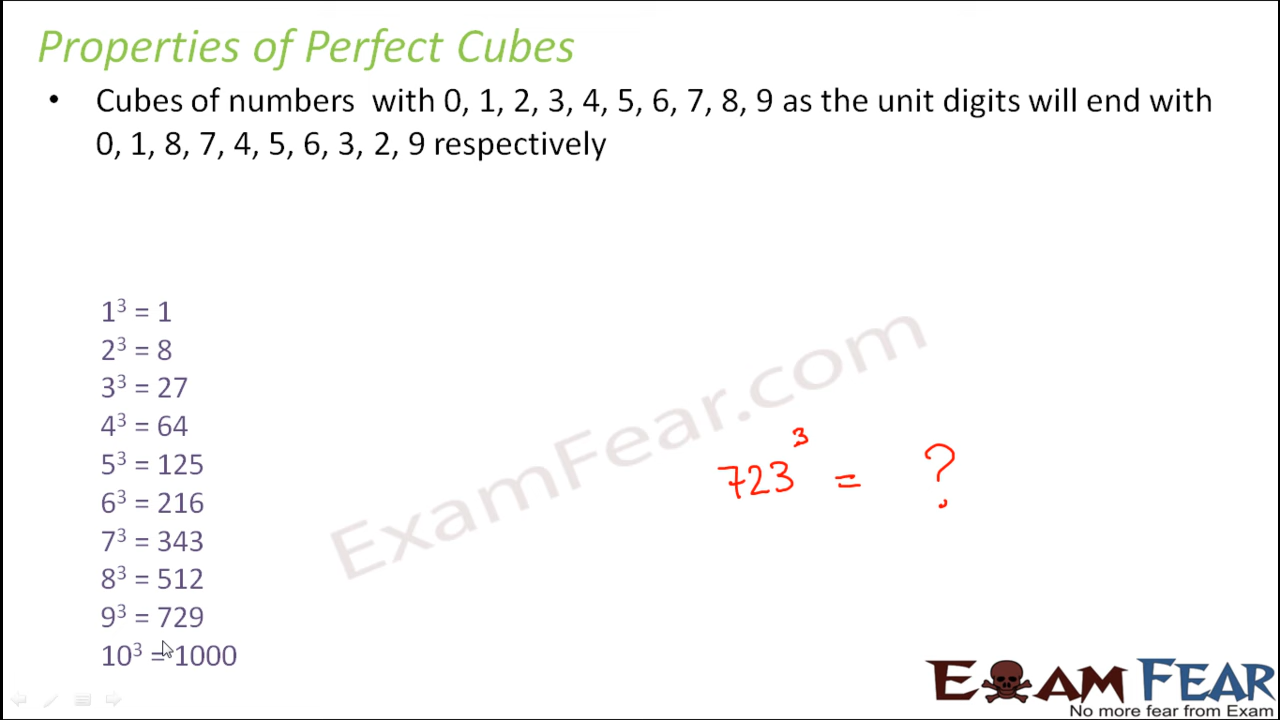 Properties of Perfect Cubes
• Cubes of numbers with 0, 1, 2, 3, 4, 5, 6, 7, 8, 9 as the unit digits will end with
0, 1, 8, 7, 4, 5, 6, 3, 2, 9 respectively
1³ = 1
2³ = 8
3³ = 27
4³ = 64
5³ = 125
6³ = 216
7³ = 343
8³ = 512
9³ = 729
10³ = 1000
ExamFear.com
723³ = ?
EXAM FEAR
No more fear from Exam